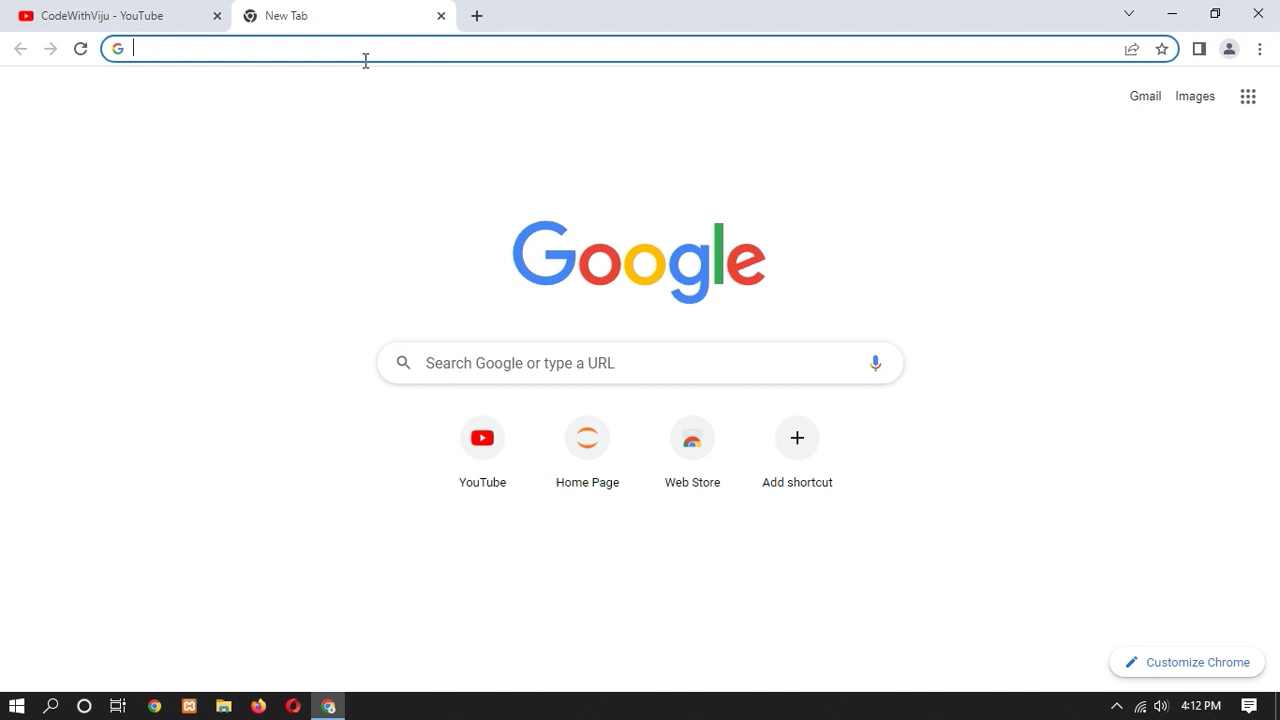 CodeWithViju - YouTube
New Tab
Gmail
Images
Google
Search Google or type a URL
YouTube
Home Page
Web Store
Add shortcut
Customize Chrome
4:12 PM